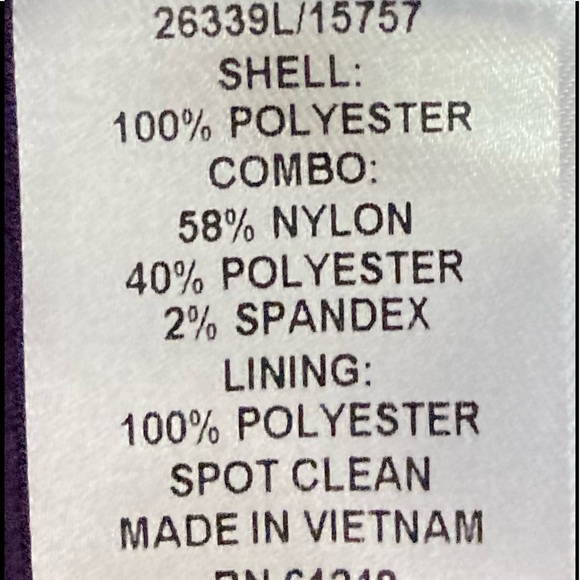 26339L/15757
SHELL:
100% POLYESTER
COMBO:
58% NYLON
40% POLYESTER
2% SPANDEX
LINING:
100% POLYESTER
SPOT CLEAN
MADE IN VIETNAM